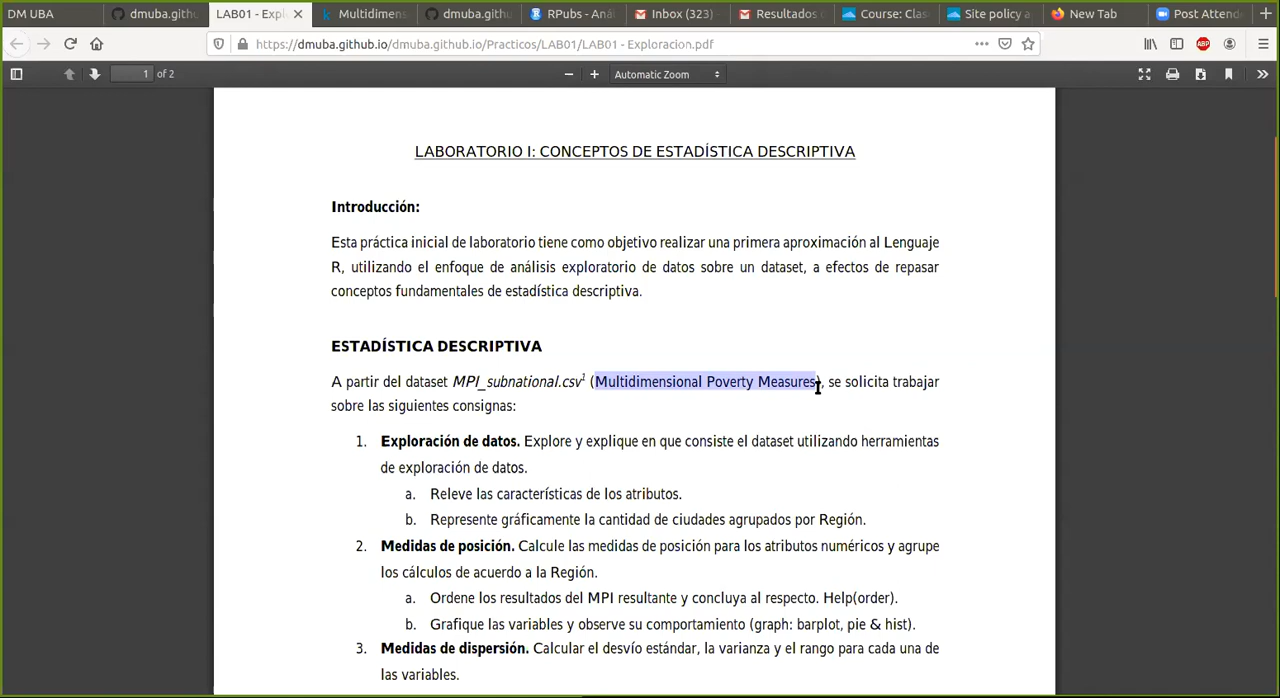 DM UBA
dmuba.gith
LAB01 - Expl
Multidimens
dmuba.githu
RPubs - Aná
Inbox (323)
Resultados
Course: Clas
Site policy a
New Tab
Post Attend
https://dmuba.github.io/dmuba.github.io/Practicos/LAB01/LAB01 - Exploracion.pdf
ABP
1 of 2
Automatic Zoom
LABORATORIO I: CONCEPTOS DE ESTADÍSTICA DESCRIPTIVA
Introducción:
Esta práctica inicial de laboratorio tiene como objetivo realizar una primera aproximación al Lenguaje
R, utilizando el enfoque de análisis exploratorio de datos sobre un dataset, a efectos de repasar
conceptos fundamentales de estadística descriptiva.
ESTADÍSTICA DESCRIPTIVA
A partir del dataset MPI_subnational.csv¹ (Multidimensional Poverty Measures), se solicita trabajar
sobre las siguientes consignas:
1. Exploración de datos. Explore y explique en que consiste el dataset utilizando herramientas
de exploración de datos.
a. Releve las características de los atributos.
b. Represente gráficamente la cantidad de ciudades agrupados por Región.
2. Medidas de posición. Calcule las medidas de posición para los atributos numéricos y agrupe
los cálculos de acuerdo a la Región.
a. Ordene los resultados del MPI resultante y concluya al respecto. Help(order).
b. Grafique las variables y observe su comportamiento (graph: barplot, pie & hist).
3. Medidas de dispersión. Calcular el desvío estándar, la varianza y el rango para cada una de
las variables.